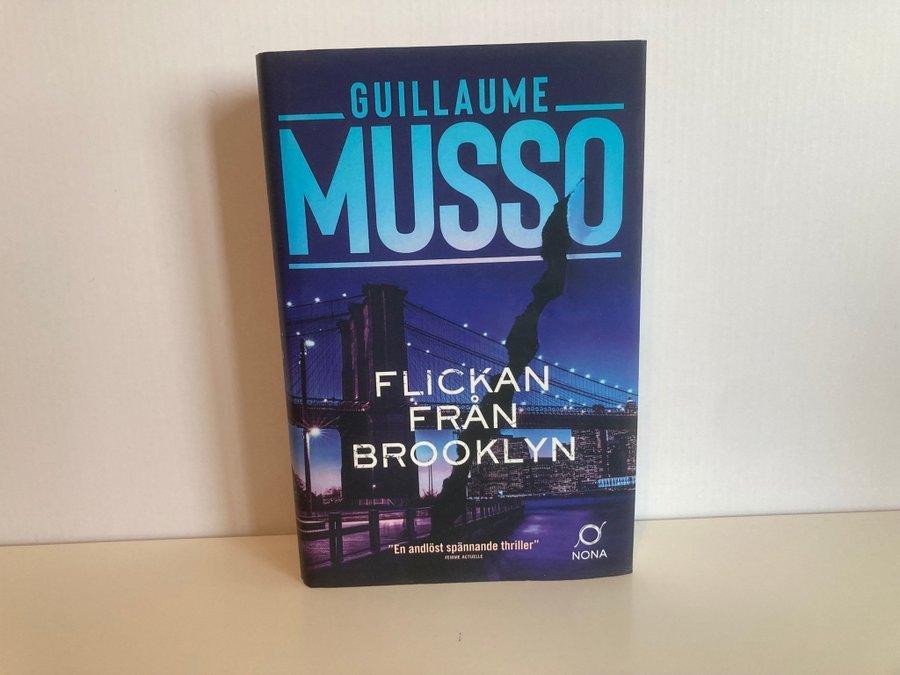 GUILLAUME
MUSSO
FLICKAN
FRÅN
BROOKLYN
"En andlöst spännande thriller"
FEMME ACTUELLE
NONA